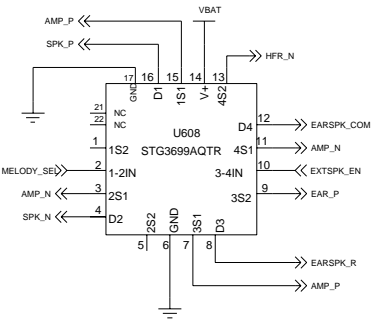 VBAT
AMP_P
SPK_P
HFR_N
17 16 15 14 13
GND D1 1S1 V+ 4S2
21 NC
22 NC
U608
STG3699AQTR
D4 12 EARSPK_COM
1 1S2
4S1 11 AMP_N
MELODY_SEL 2 1-2IN
3-4IN 10 EXTSPK_EN
AMP_N 3 2S1
3S2 9 EAR_P
SPK_N 4 D2
2S2 GND 3S1 D3
5 6 7 8
EARSPK_R
AMP_P